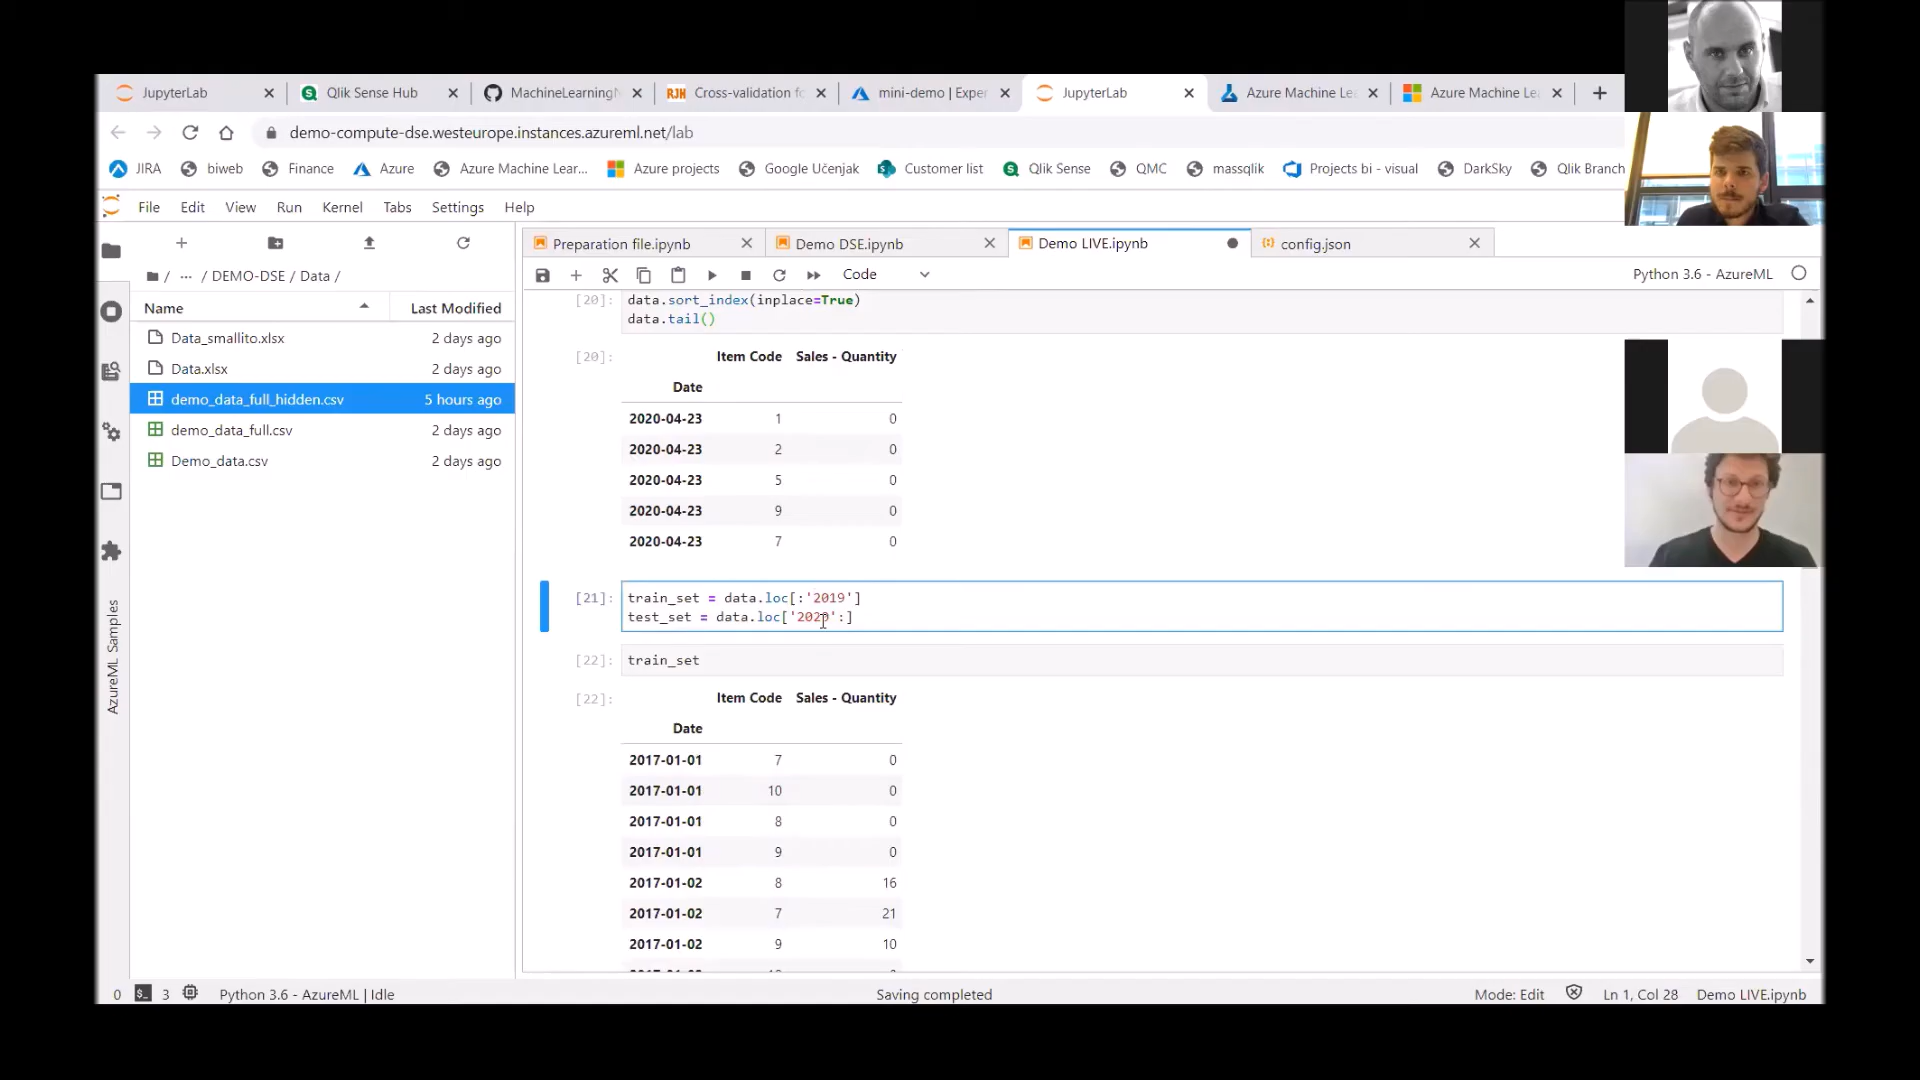 JupyterLab
Qlik Sense Hub
MachineLearningN
RJH Cross-validation fo
mini-demo | Exper
JupyterLab
Azure Machine Le
Azure Machine Le
demo-compute-dse.westeurope.instances.azureml.net/lab
JIRA biweb Finance Azure Azure Machine Lear... Azure projects Google Učenjak Customer list Qlik Sense QMC massqlik Projects bi - visual DarkSky Qlik Branch
File Edit View Run Kernel Tabs Settings Help
Preparation file.ipynb Demo DSE.ipynb Demo LIVE.ipynb config.json
/ ... / DEMO-DSE / Data /
Code Python 3.6 - AzureML
Name Last Modified
Data_smallito.xlsx 2 days ago
Data.xlsx 2 days ago
demo_data_full_hidden.csv 5 hours ago
demo_data_full.csv 2 days ago
Demo_data.csv 2 days ago
AzureML Samples
[20]: data.sort_index(inplace=True)
data.tail()
[20]: Item Code Sales - Quantity
Date
2020-04-23 1 0
2020-04-23 2 0
2020-04-23 5 0
2020-04-23 9 0
2020-04-23 7 0
[21]: train_set = data.loc[:'2019']
test_set = data.loc['2020':]
[22]: train_set
[22]: Item Code Sales - Quantity
Date
2017-01-01 7 0
2017-01-01 10 0
2017-01-01 8 0
2017-01-01 9 0
2017-01-02 8 16
2017-01-02 7 21
2017-01-02 9 10
0 3 Python 3.6 - AzureML | Idle Saving completed Mode: Edit Ln 1, Col 28 Demo LIVE.ipynb